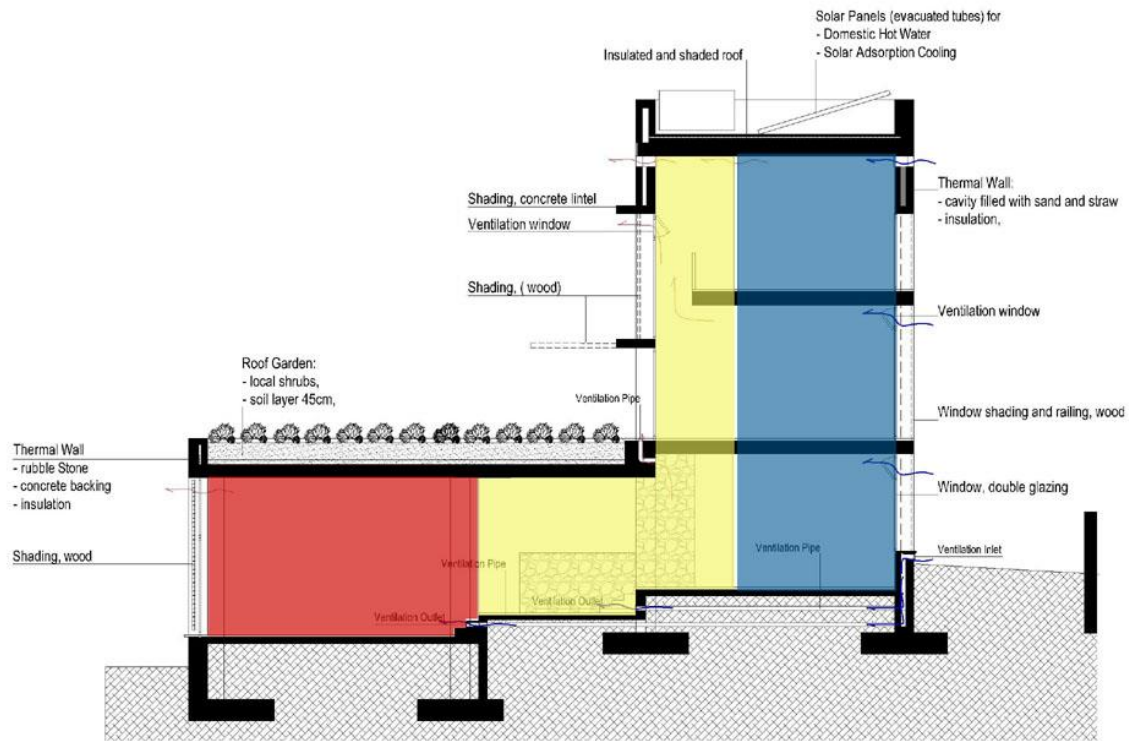 Solar Panels (evacuated tubes) for
- Domestic Hot Water
- Solar Adsorption Cooling
Insulated and shaded roof
Thermal Wall:
- cavity filled with sand and straw
- insulation,
Shading, concrete lintel
Ventilation window
Shading, ( wood)
Ventilation window
Roof Garden:
- local shrubs,
- soil layer 45cm,
Ventilation Pipe
Window shading and railing, wood
Thermal Wall
- rubble Stone
- concrete backing
- insulation
Window, double glazing
Shading, wood
Ventilation Pipe
Ventilation Pipe
Ventilation Inlet
Ventilation Outlet
Ventilation Outlet